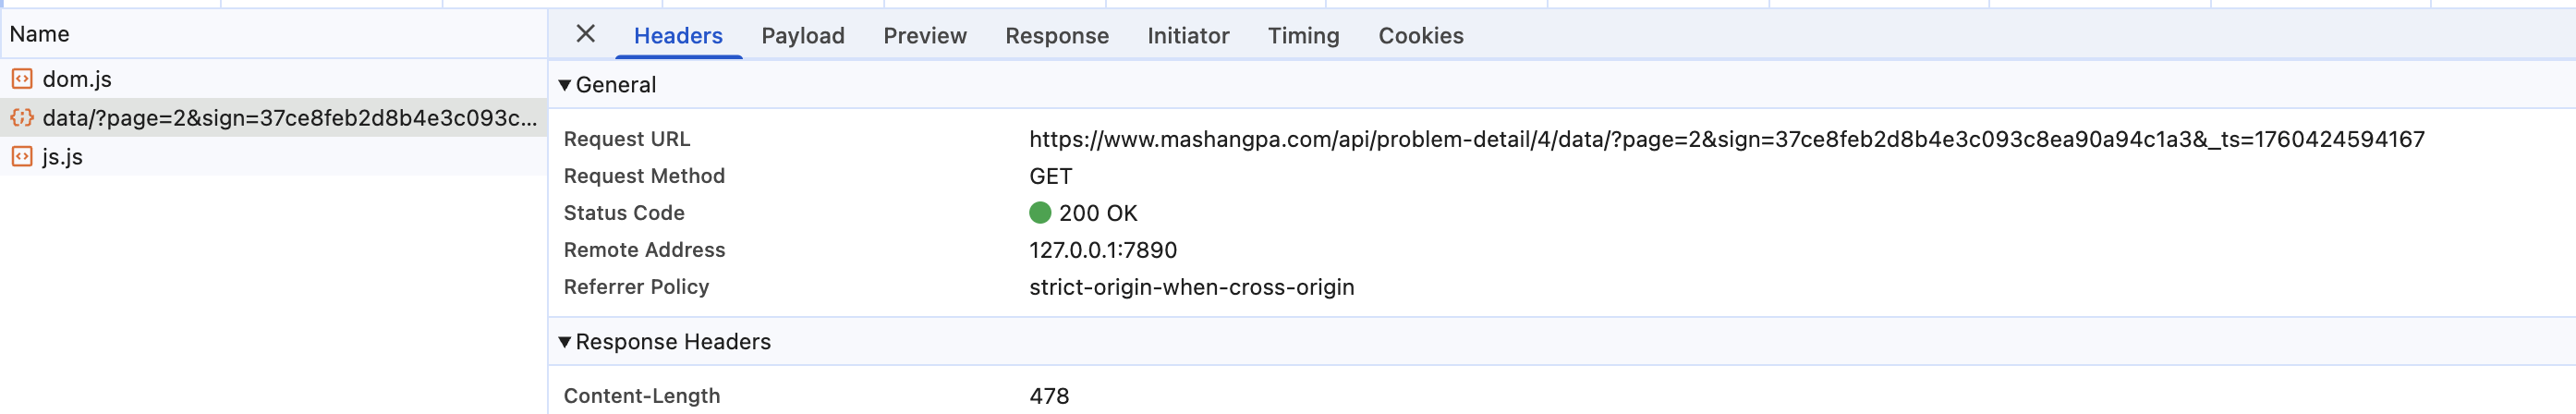 Name
dom.js
data/?page=2&sign=37ce8feb2d8b4e3c093c...
js.js
Headers Payload Preview Response Initiator Timing Cookies
General
Request URL https://www.mashangpa.com/api/problem-detail/4/data/?page=2&sign=37ce8feb2d8b4e3c093c8ea90a94c1a3&_ts=1760424594167
Request Method GET
Status Code 200 OK
Remote Address 127.0.0.1:7890
Referrer Policy strict-origin-when-cross-origin
Response Headers
Content-Length 478